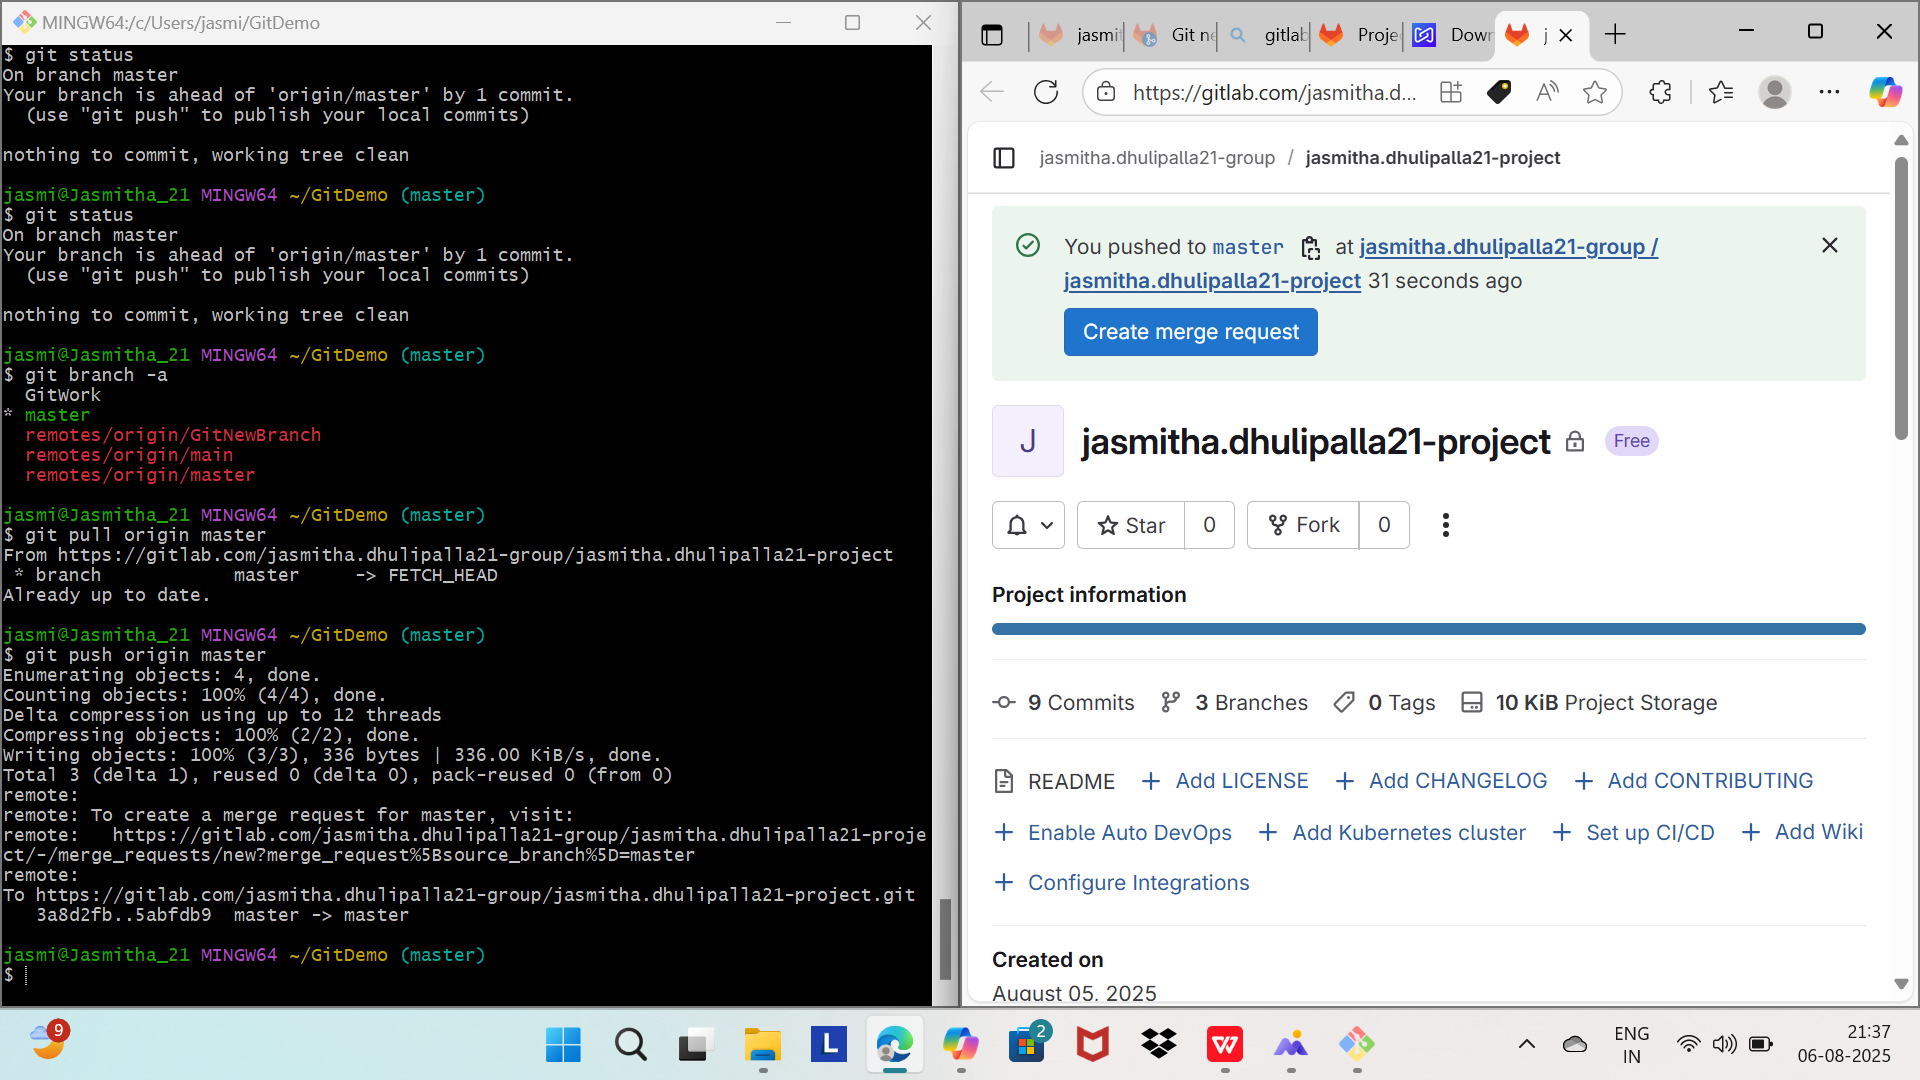 MINGW64:/c/Users/jasmi/GitDemo
$ git status
On branch master
Your branch is ahead of 'origin/master' by 1 commit.
  (use "git push" to publish your local commits)
nothing to commit, working tree clean
jasmi@Jasmitha_21 MINGW64 ~/GitDemo (master)
$ git status
On branch master
Your branch is ahead of 'origin/master' by 1 commit.
  (use "git push" to publish your local commits)
nothing to commit, working tree clean
jasmi@Jasmitha_21 MINGW64 ~/GitDemo (master)
$ git branch -a
  GitWork
* master
  remotes/origin/GitNewBranch
  remotes/origin/main
  remotes/origin/master
jasmi@Jasmitha_21 MINGW64 ~/GitDemo (master)
$ git pull origin master
From https://gitlab.com/jasmitha.dhulipalla21-group/jasmitha.dhulipalla21-project
 * branch            master     -> FETCH_HEAD
Already up to date.
jasmi@Jasmitha_21 MINGW64 ~/GitDemo (master)
$ git push origin master
Enumerating objects: 4, done.
Counting objects: 100% (4/4), done.
Delta compression using up to 12 threads
Compressing objects: 100% (2/2), done.
Writing objects: 100% (3/3), 336 bytes | 336.00 KiB/s, done.
Total 3 (delta 1), reused 0 (delta 0), pack-reused 0 (from 0)
remote:
remote: To create a merge request for master, visit:
remote:   https://gitlab.com/jasmitha.dhulipalla21-group/jasmitha.dhulipalla21-proje
ct/-/merge_requests/new?merge_request%5Bsource_branch%5D=master
remote:
To https://gitlab.com/jasmitha.dhulipalla21-group/jasmitha.dhulipalla21-project.git
   3a8d2fb..5abfdb9  master -> master
jasmi@Jasmitha_21 MINGW64 ~/GitDemo (master)
$
jasmit Git ne gitlab Projec Down j
https://gitlab.com/jasmitha.d...
jasmitha.dhulipalla21-group / jasmitha.dhulipalla21-project
You pushed to master at jasmitha.dhulipalla21-group /
jasmitha.dhulipalla21-project 31 seconds ago
Create merge request
J jasmitha.dhulipalla21-project Free
Star 0 Fork 0
Project information
9 Commits 3 Branches 0 Tags 10 KiB Project Storage
README Add LICENSE Add CHANGELOG Add CONTRIBUTING
Enable Auto DevOps Add Kubernetes cluster Set up CI/CD Add Wiki
Configure Integrations
Created on
August 05, 2025
9
L
2
W
ENG
IN
21:37
06-08-2025